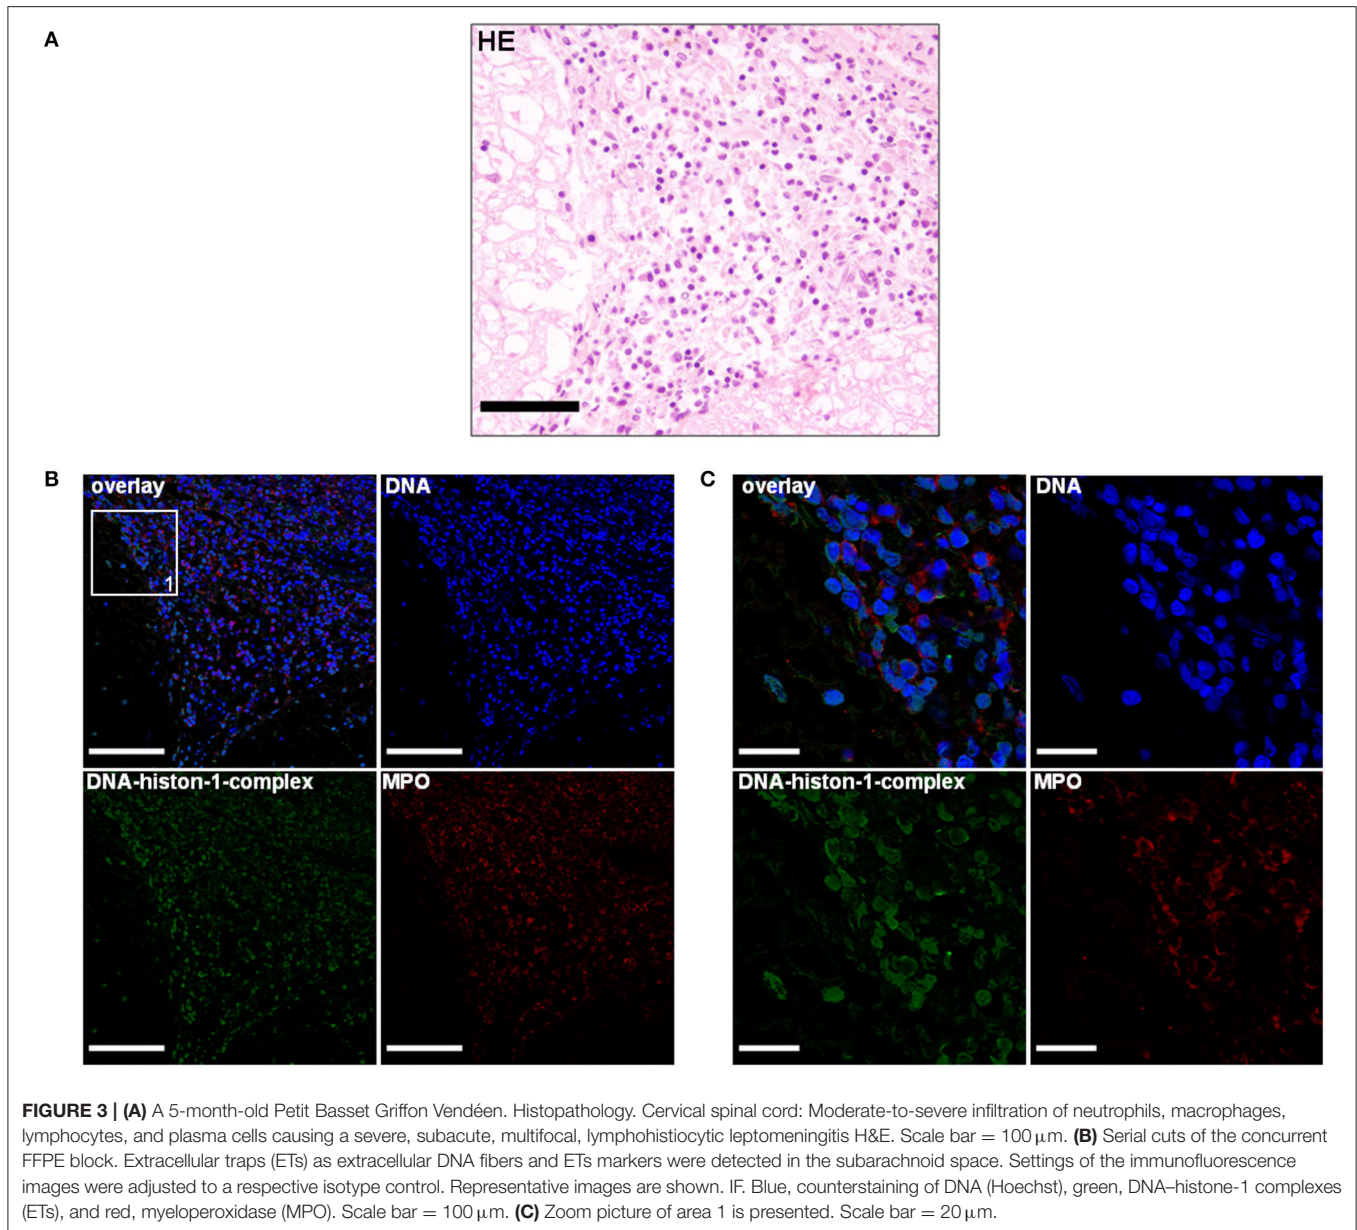 A
HE
B
overlay
DNA
1
DNA-histon-1-complex
MPO
C
overlay
DNA
DNA-histon-1-complex
MPO
FIGURE 3 | (A) A 5-month-old Petit Basset Griffon Vendéen. Histopathology. Cervical spinal cord: Moderate-to-severe infiltration of neutrophils, macrophages,
lymphocytes, and plasma cells causing a severe, subacute, multifocal, lymphohistiocytic leptomeningitis H&E. Scale bar = 100 µm. (B) Serial cuts of the concurrent
FFPE block. Extracellular traps (ETs) as extracellular DNA fibers and ETs markers were detected in the subarachnoid space. Settings of the immunofluorescence
images were adjusted to a respective isotype control. Representative images are shown. IF. Blue, counterstaining of DNA (Hoechst), green, DNA–histone-1 complexes
(ETs), and red, myeloperoxidase (MPO). Scale bar = 100 µm. (C) Zoom picture of area 1 is presented. Scale bar = 20 µm.